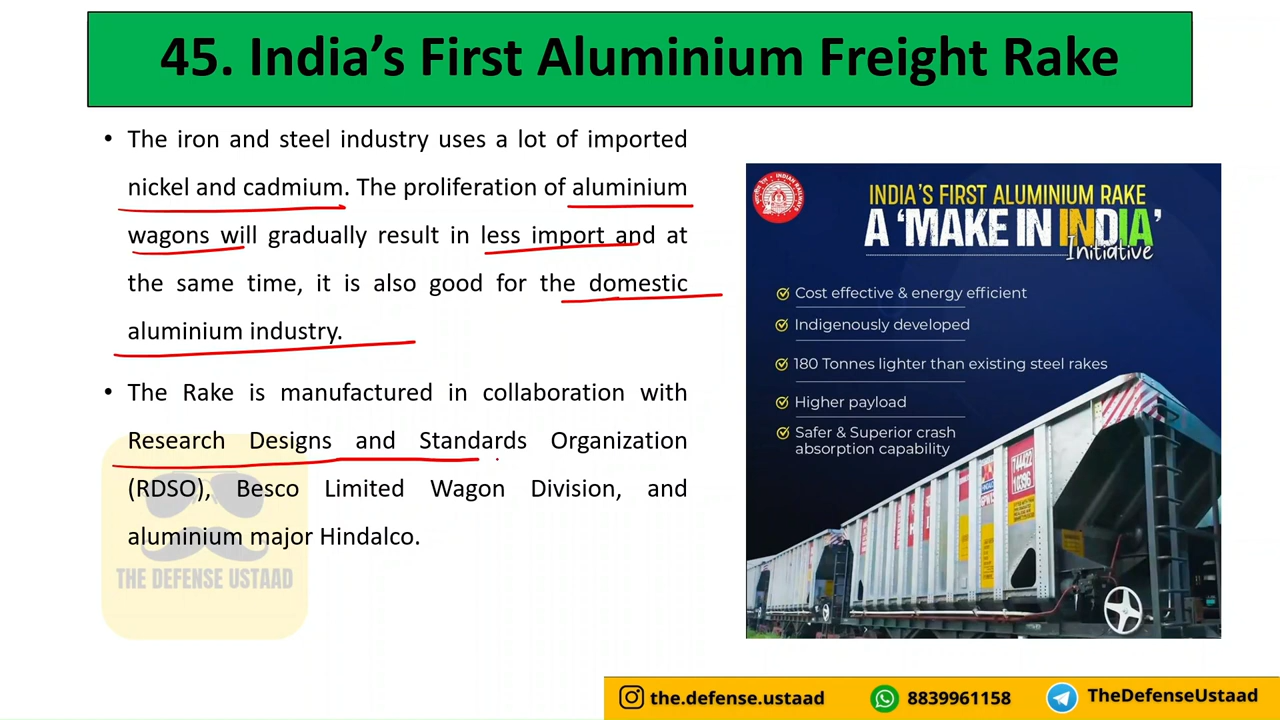 45. India’s First Aluminium Freight Rake
• The iron and steel industry uses a lot of imported
nickel and cadmium. The proliferation of aluminium
wagons will gradually result in less import and at
the same time, it is also good for the domestic
aluminium industry.
• The Rake is manufactured in collaboration with
Research Designs and Standards Organization
(RDSO), Besco Limited Wagon Division, and
aluminium major Hindalco.
THE DEFENSE USTAAD
INDIAN RAILWAYS
INDIA’S FIRST ALUMINIUM RAKE
A ‘MAKE IN INDIA’
Initiative
Cost effective & energy efficient
Indigenously developed
180 Tonnes lighter than existing steel rakes
Higher payload
Safer & Superior crash
absorption capability
744422
10396
the.defense.ustaad
8839961158
TheDefenseUstaad